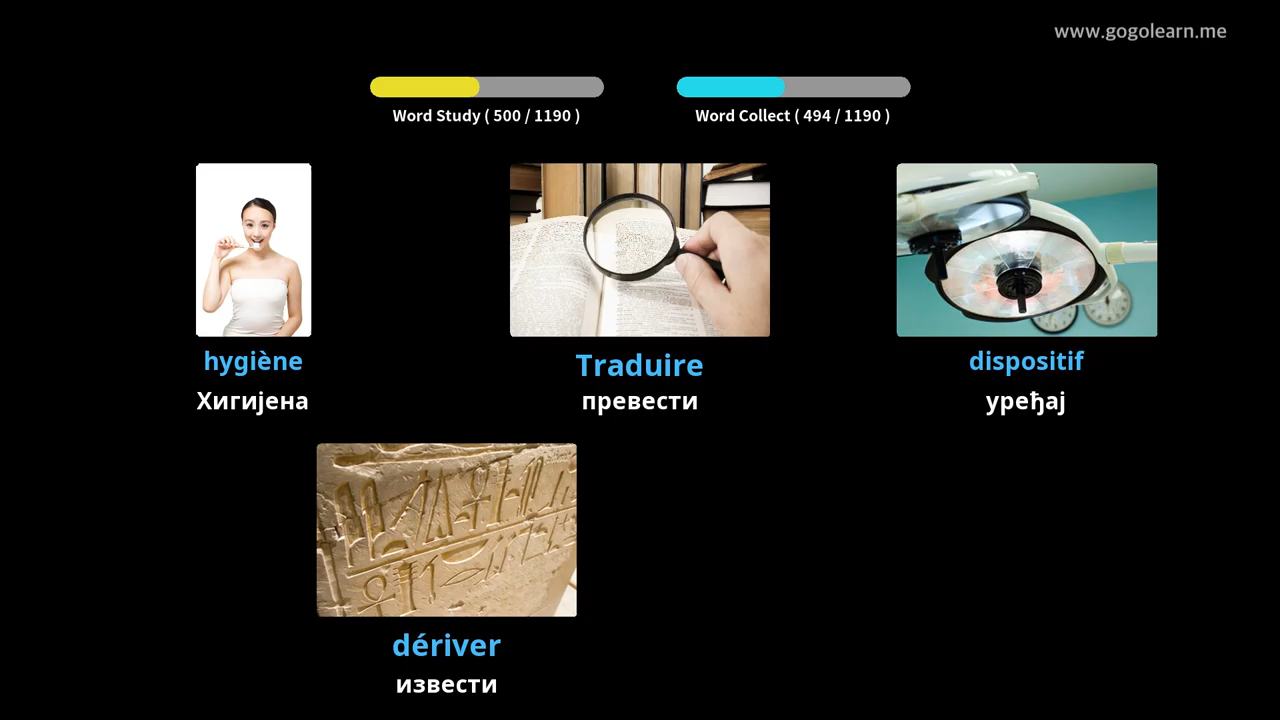 www.gogolearn.me
Word Study ( 500 / 1190 )
Word Collect ( 494 / 1190 )
hygiène
Хигијена
Traduire
превести
dispositif
уређај
dériver
извести